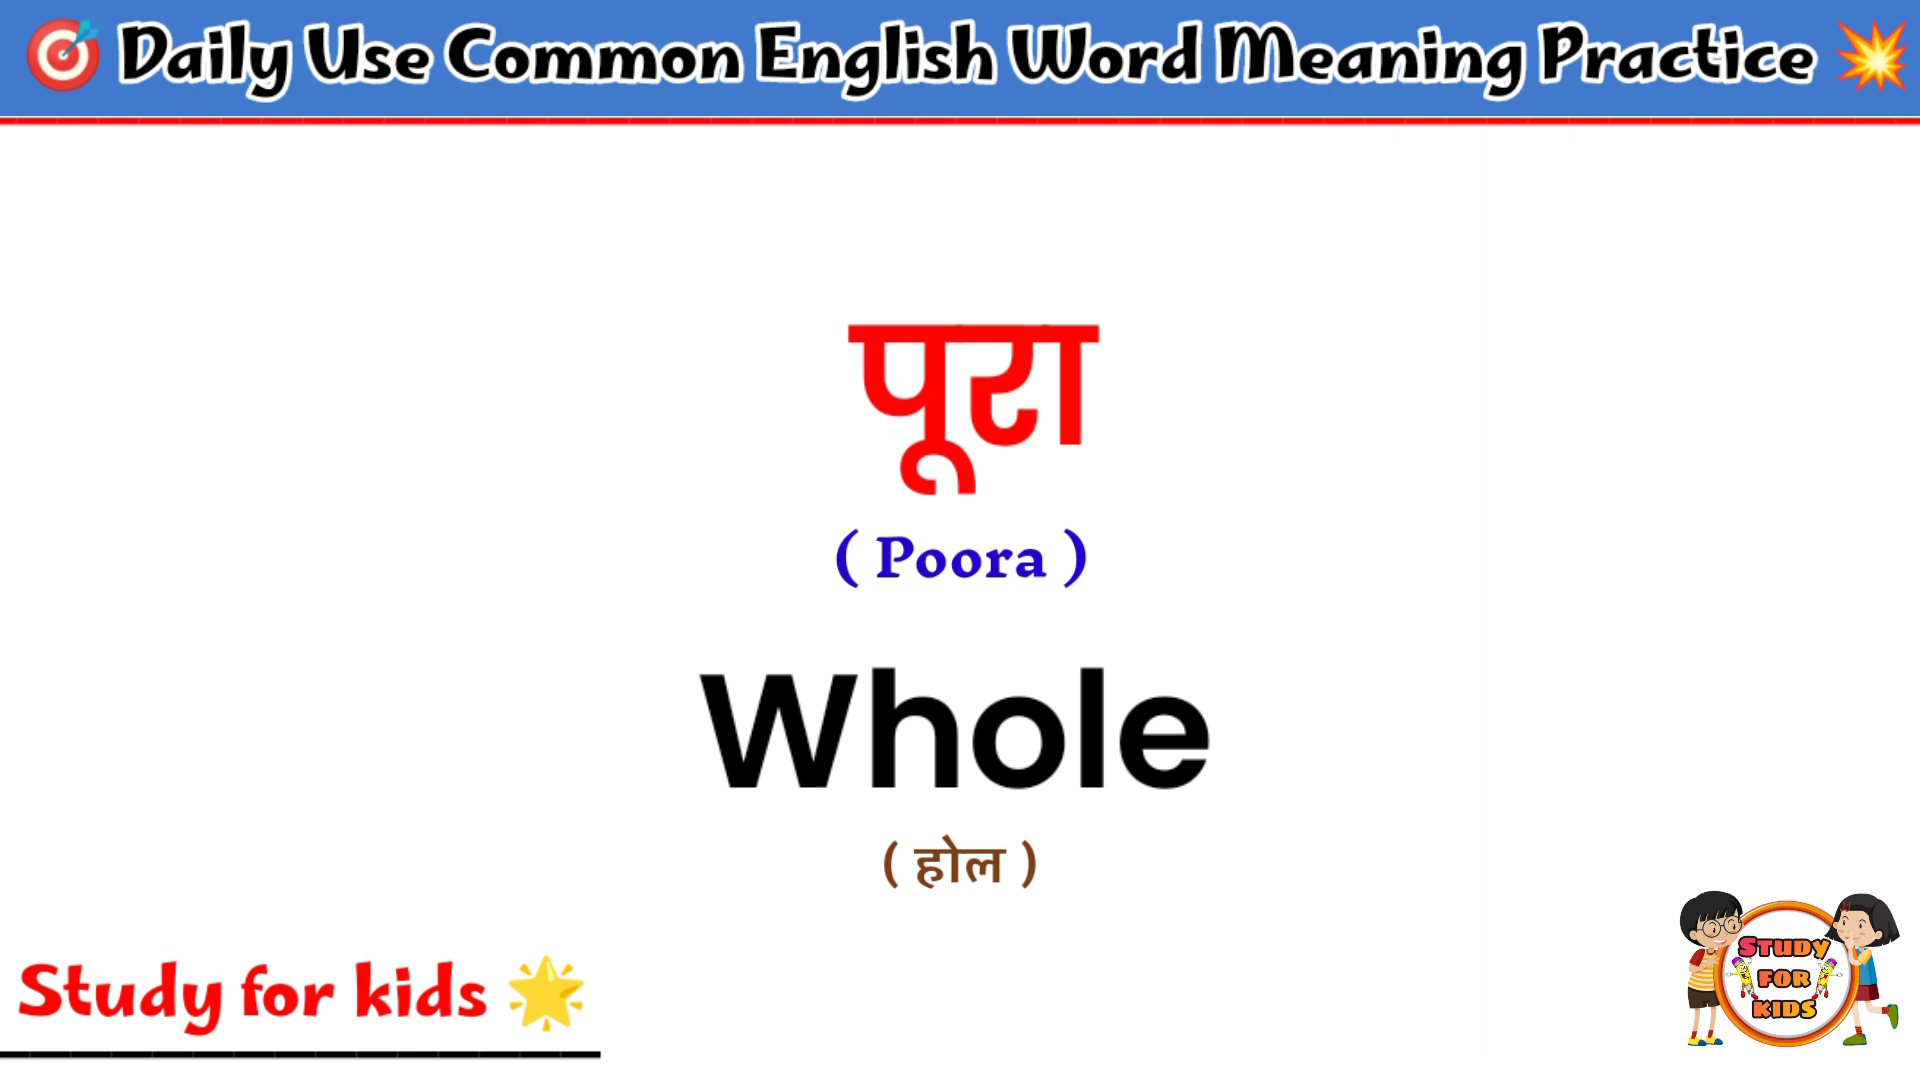 🎯 Daily Use Common English Word Meaning Practice 💥
पूरा
( Poora )
Whole
( होल )
Study for kids 🌟
STUDY
FOR
KIDS